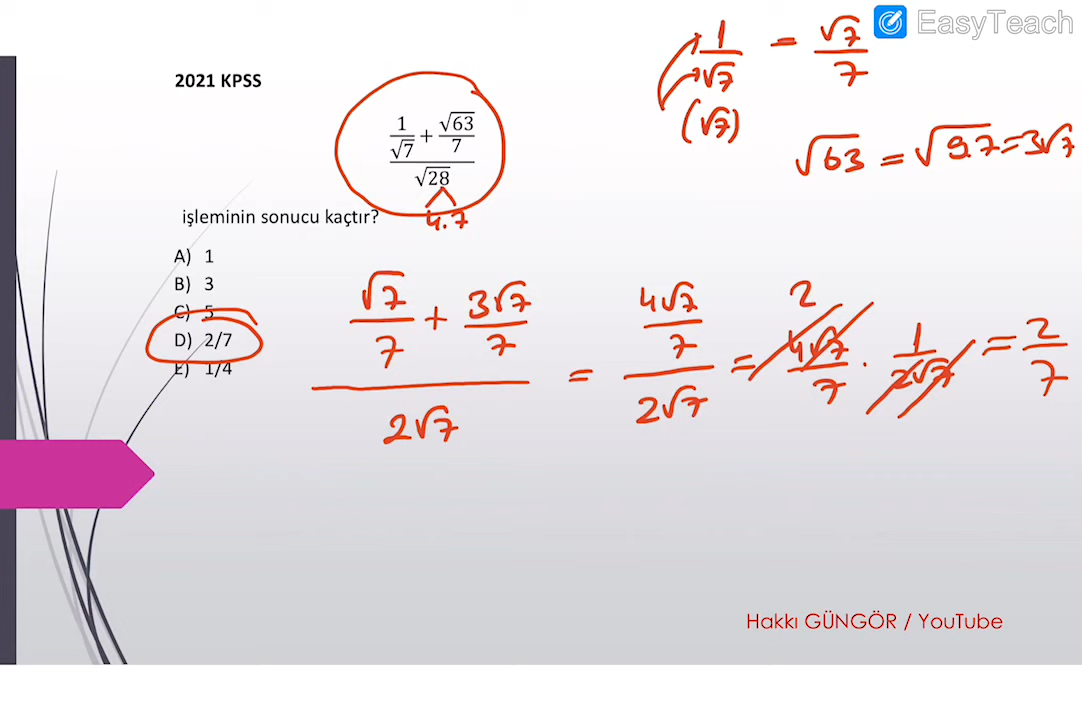 EasyTeach
1/√7 = √7/7
(√7)
2021 KPSS
(1/√7 + √63/7)/√28
4.7
√63 = √9.7 = 3√7
işleminin sonucu kaçtır?
A) 1
B) 3
C) 5
D) 2/7
E) 1/4
(√7/7 + 3√7/7)/2√7 = (4√7/7)/2√7 = 4√7/7 . 1/2√7 = 2/7
2
Hakkı GÜNGÖR / YouTube